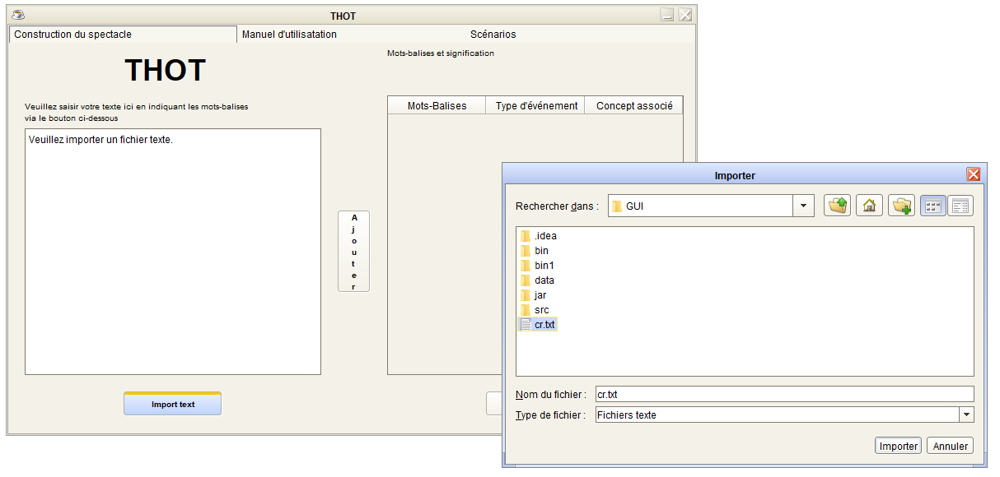 THOT
Construction du spectacle
Manuel d'utilisatation
Scénarios
THOT
Veuillez saisir votre texte ici en indiquant les mots-balises
via le bouton ci-dessous
Veuillez importer un fichier texte.
Import text
Ajouter
Mots-balises et signification
Mots-Balises
Type d'événement
Concept associé
Importer
Rechercher dans :
GUI
.idea
bin
bin1
data
jar
src
cr.txt
Nom du fichier :
cr.txt
Type de fichier :
Fichiers texte
Importer
Annuler